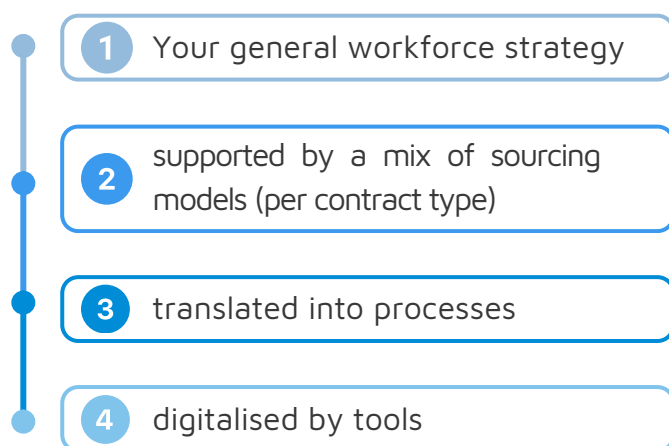 1 Your general workforce strategy
2 supported by a mix of sourcing
models (per contract type)
3 translated into processes
4 digitalised by tools